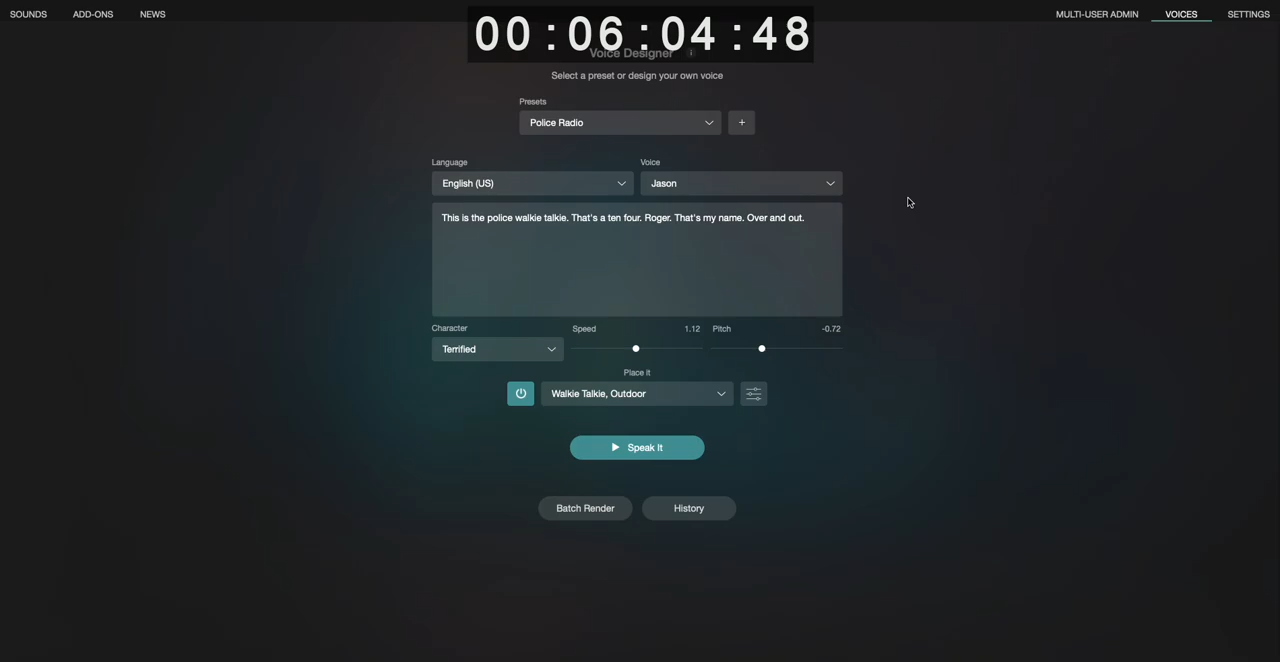 SOUNDS ADD-ONS NEWS 00:06:04:48 MULTI-USER ADMIN VOICES SETTINGS
Voice Designer i
Select a preset or design your own voice
Presets
Police Radio +
Language Voice
English (US) Jason
This is the police walkie talkie. That's a ten four. Roger. That's my name. Over and out.
Character Speed 1.12 Pitch -0.72
Terrified
Place it
Walkie Talkie, Outdoor
Speak It
Batch Render History